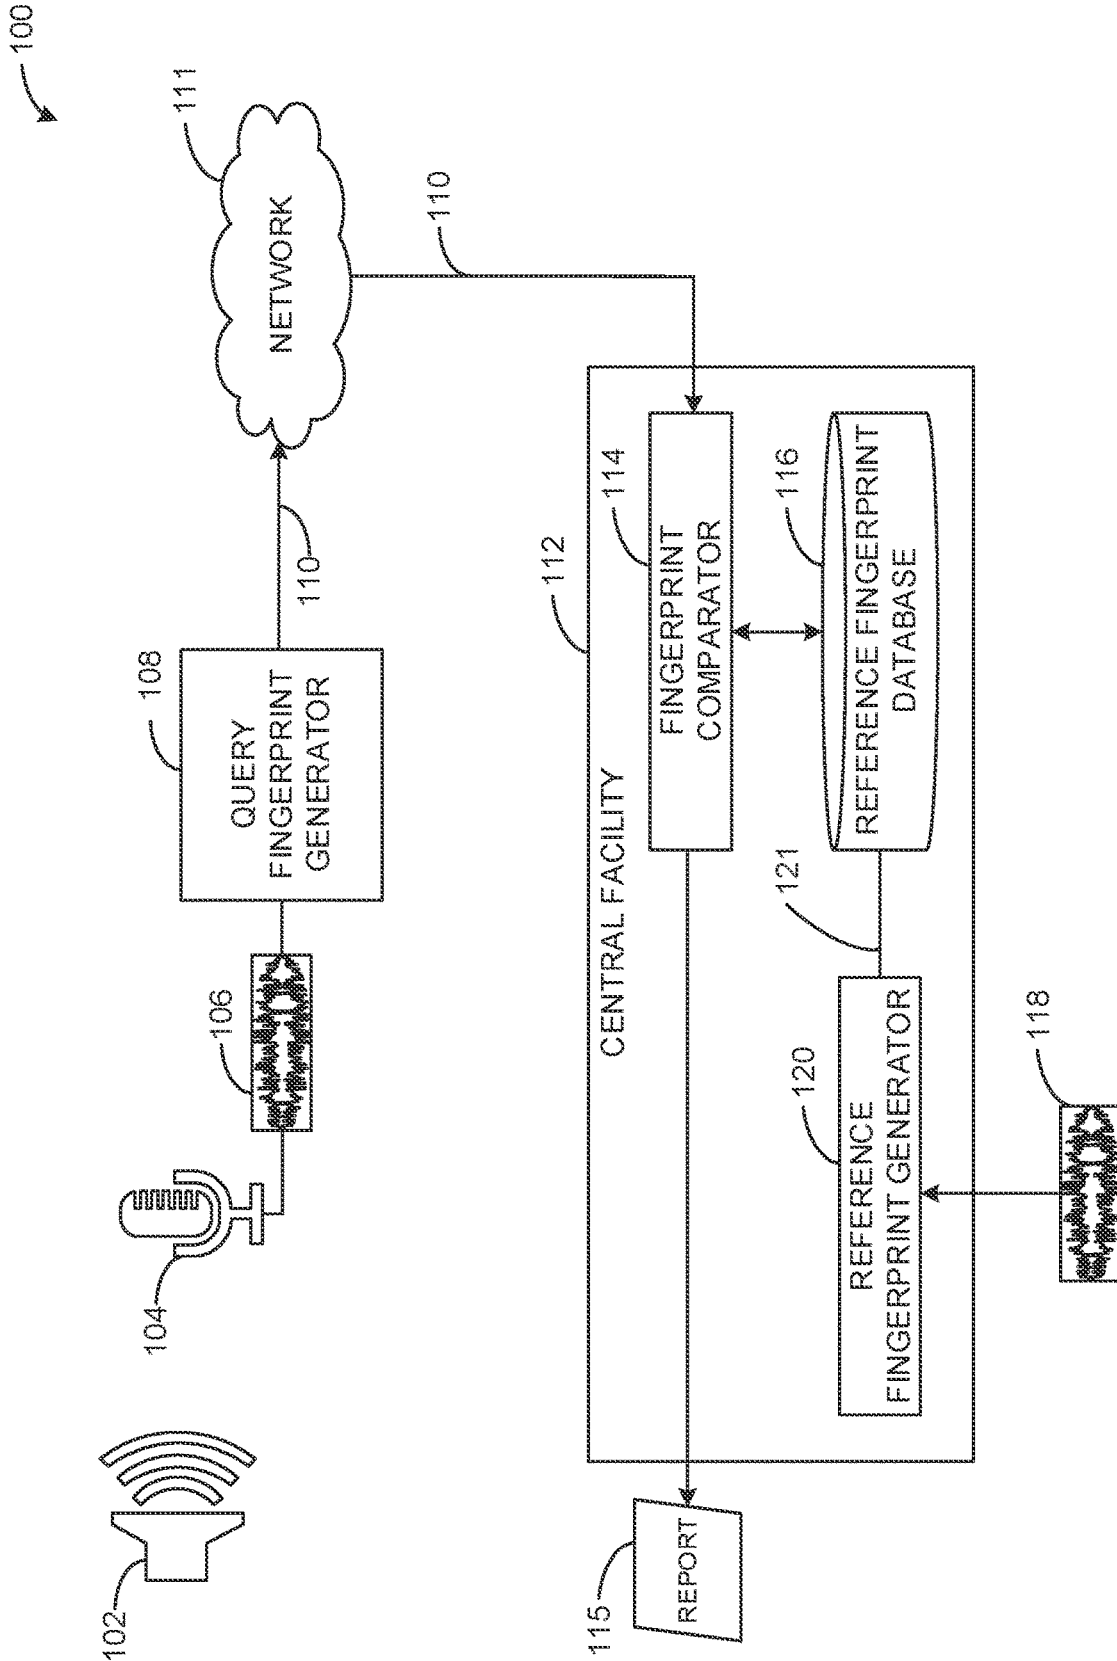 100
102
104
106
108
QUERY
FINGERPRINT
GENERATOR
110
111
NETWORK
110
112
CENTRAL FACILITY
114
FINGERPRINT
COMPARATOR
115
REPORT
116
REFERENCE FINGERPRINT
DATABASE
121
120
REFERENCE
FINGERPRINT GENERATOR
118